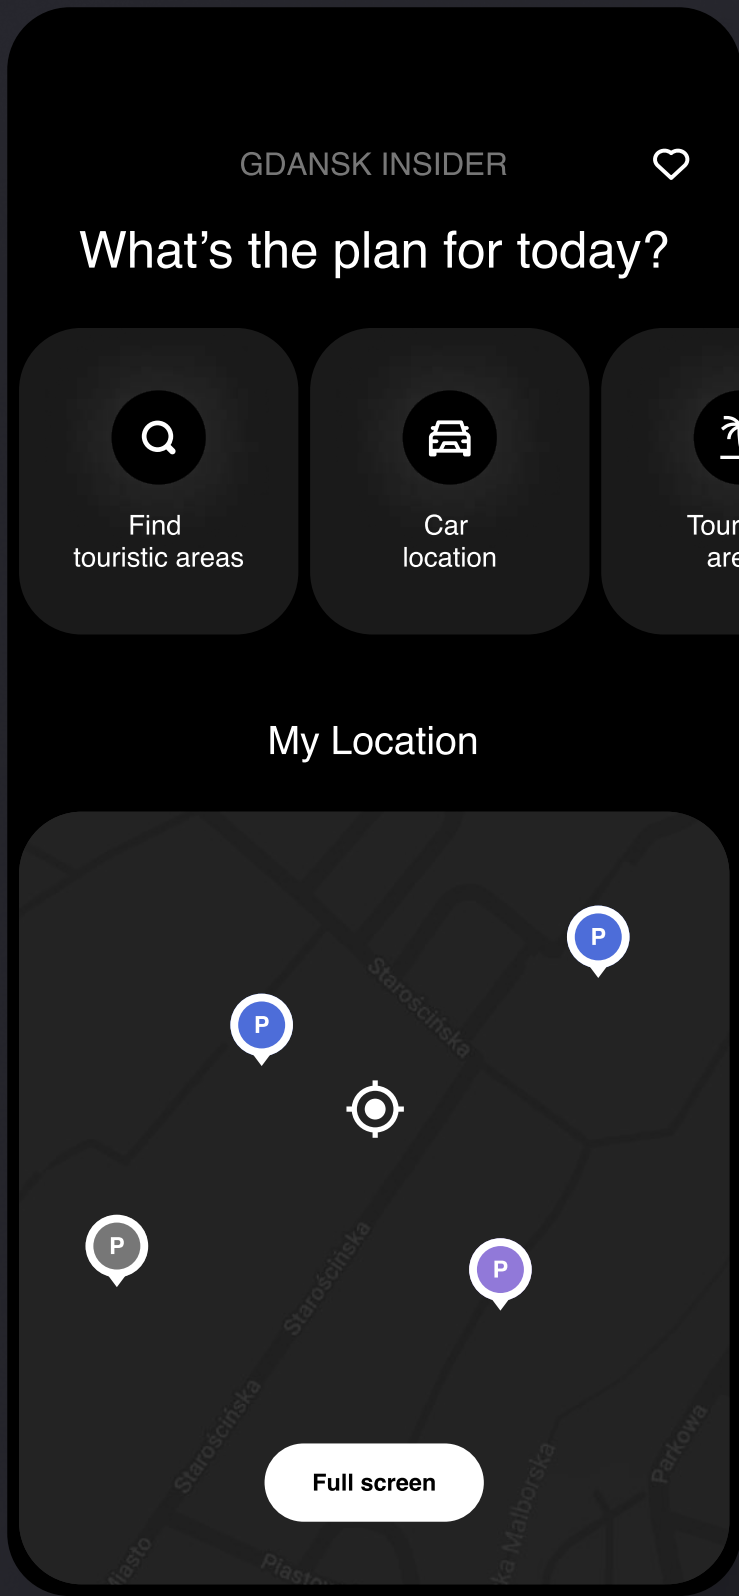 GDANSK INSIDER
What’s the plan for today?
Find
touristic areas
Car
location
My Location
P
Starościńska
P
P
Starościńska
P
Starościńska
Parkowa
Full screen
Malborska